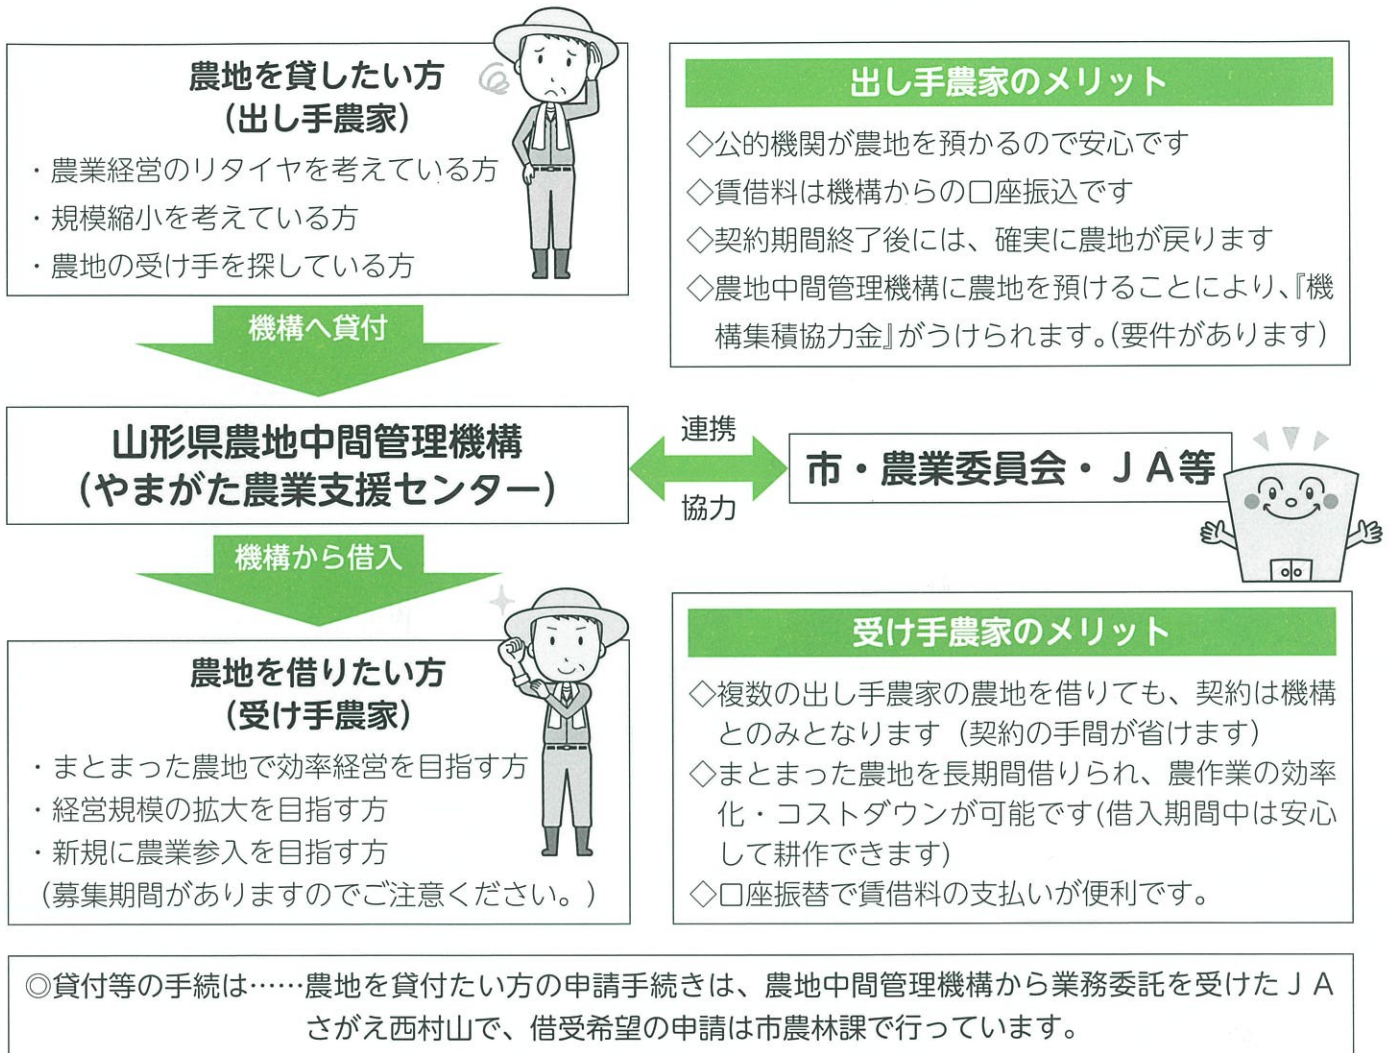 農地を貸したい方
(出し手農家)
・農業経営のリタイヤを考えている方
・規模縮小を考えている方
・農地の受け手を探している方
出し手農家のメリット
◇公的機関が農地を預かるので安心です
◇賃借料は機構からの口座振込です
◇契約期間終了後には、確実に農地が戻ります
◇農地中間管理機構に農地を預けることにより、『機
構集積協力金』がうけられます。(要件があります)
機構へ貸付
山形県農地中間管理機構
(やまがた農業支援センター)
連携
協力
市・農業委員会・JA等
機構から借入
農地を借りたい方
(受け手農家)
・まとまった農地で効率経営を目指す方
・経営規模の拡大を目指す方
・新規に農業参入を目指す方
(募集期間がありますのでご注意ください。)
受け手農家のメリット
◇複数の出し手農家の農地を借りても、契約は機構
とのみとなります(契約の手間が省けます)
◇まとまった農地を長期間借りられ、農作業の効率
化・コストダウンが可能です(借入期間中は安心
して耕作できます)
◇口座振替で賃借料の支払いが便利です。
◎貸付等の手続は……農地を貸付たい方の申請手続きは、農地中間管理機構から業務委託を受けたJA
さがえ西村山で、借受希望の申請は市農林課で行っています。